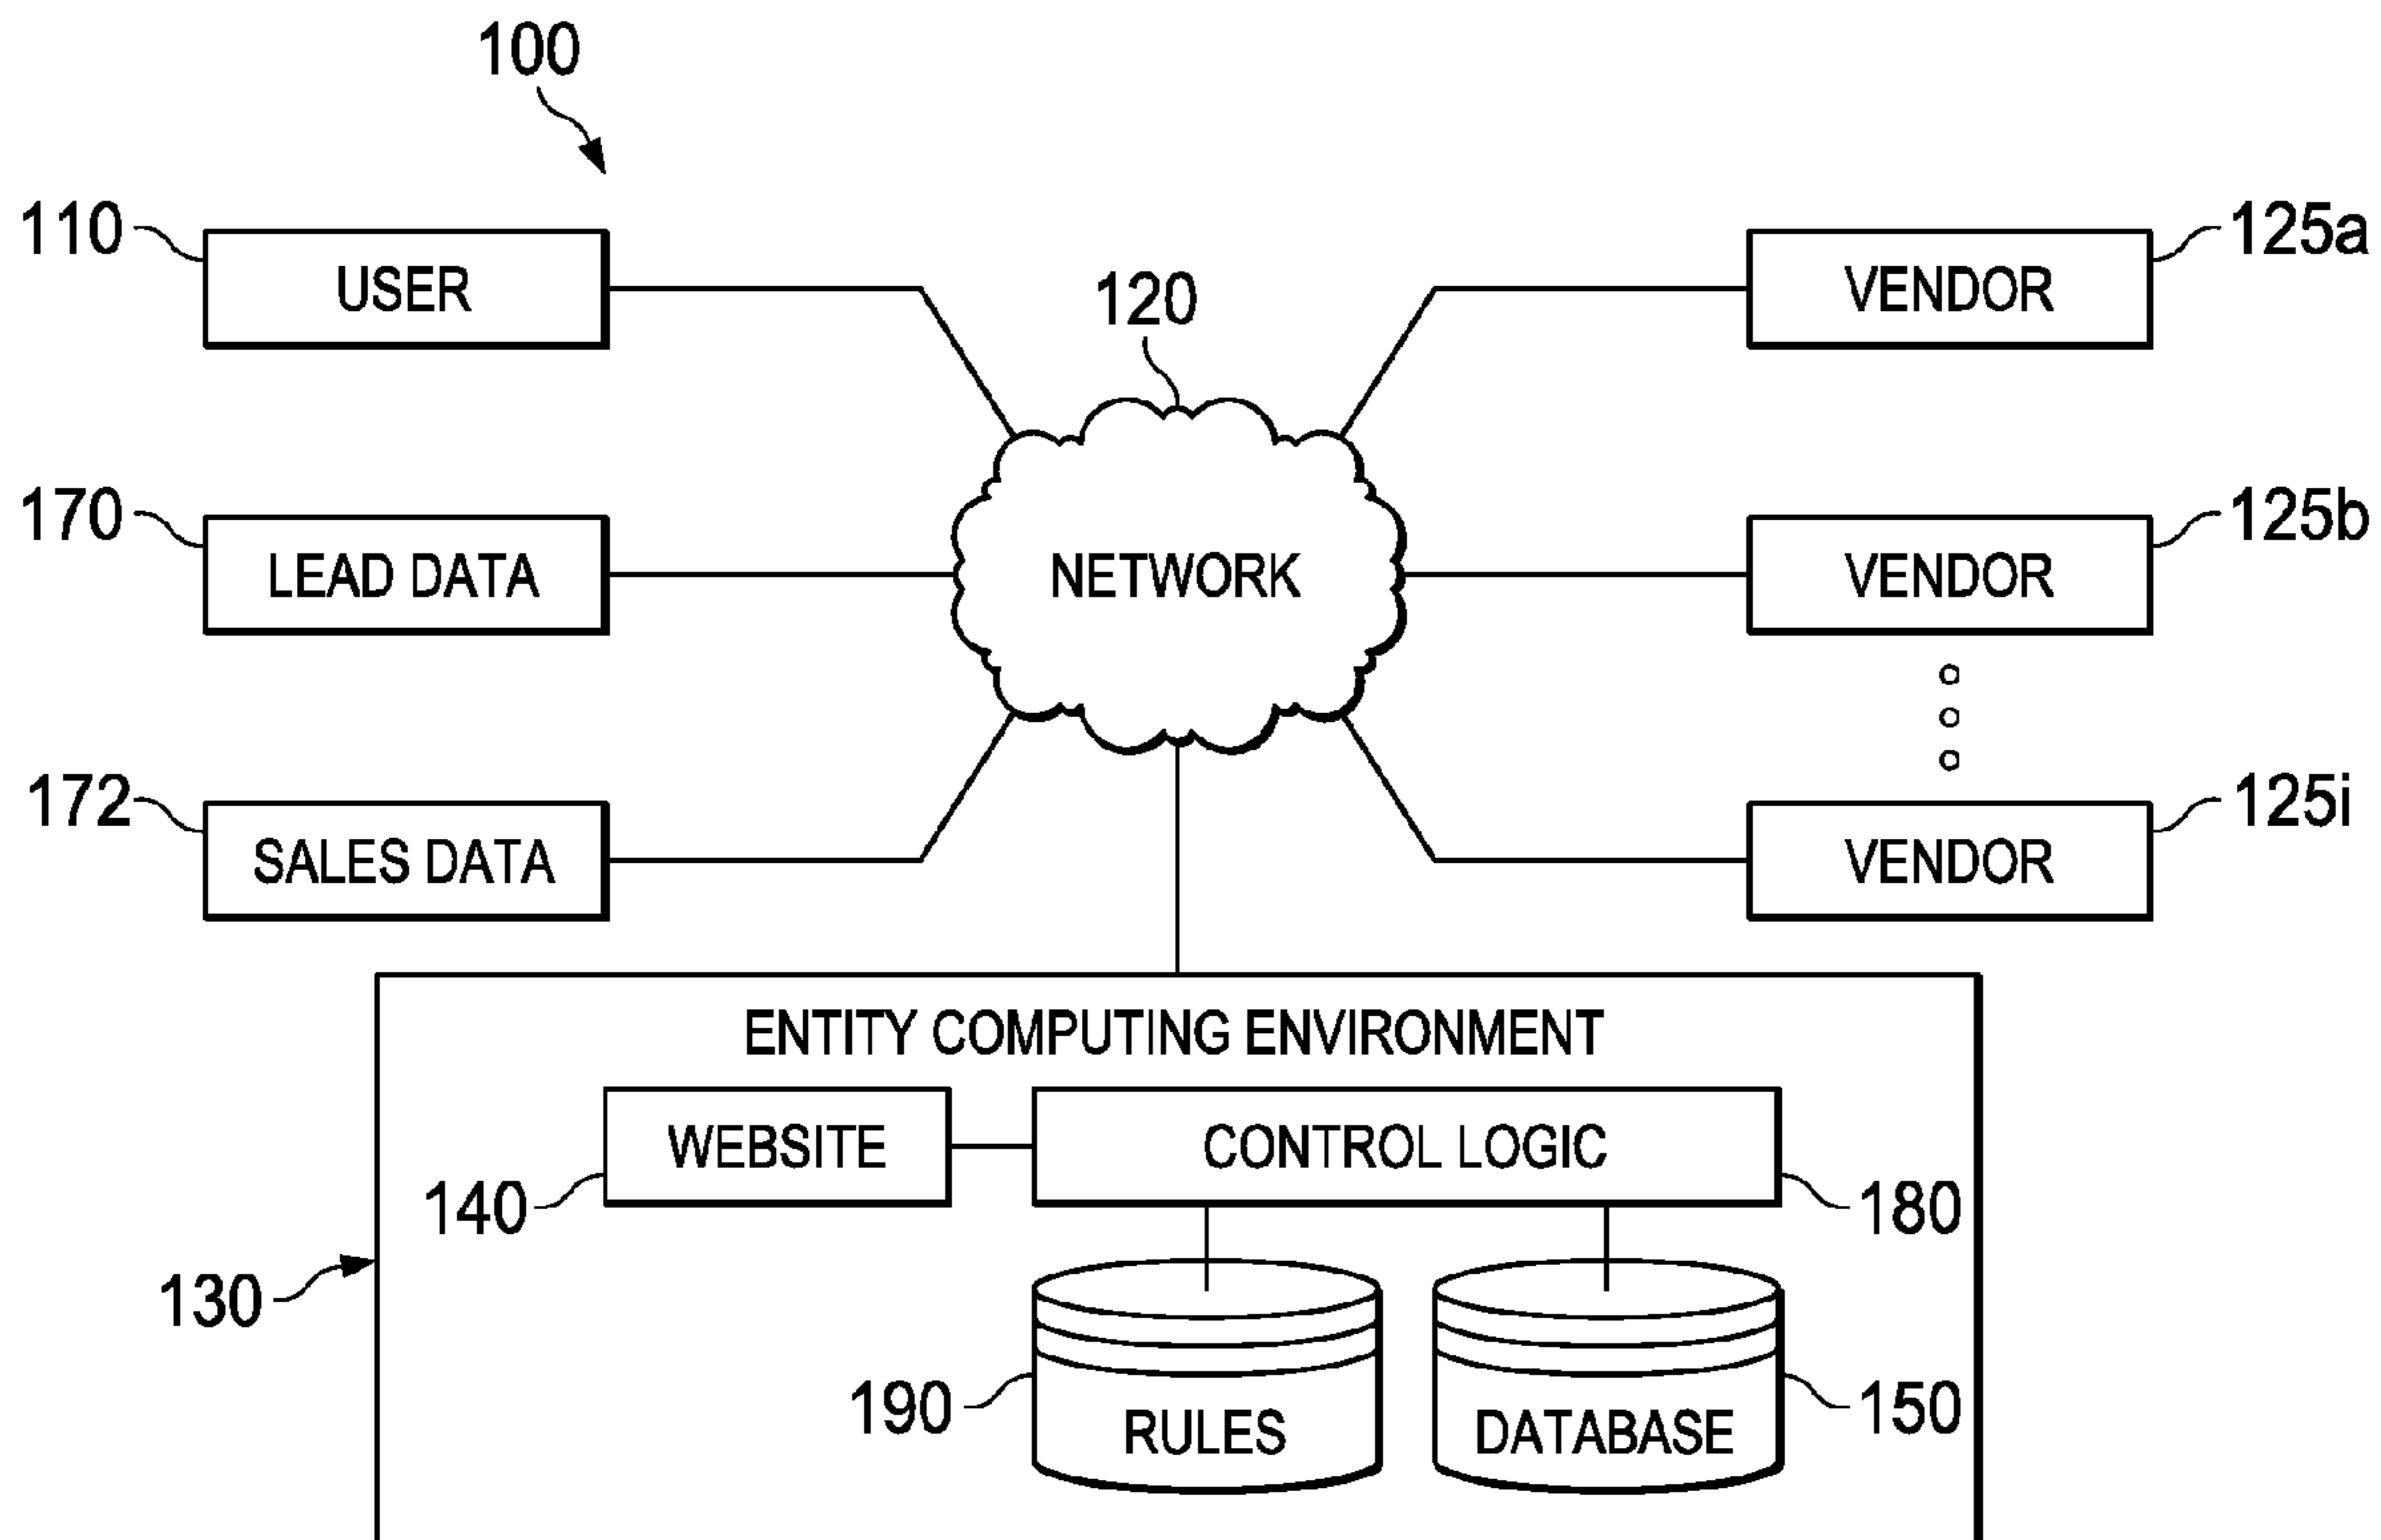 100
110 USER
VENDOR 125a
120
170 LEAD DATA
NETWORK
VENDOR 125b
172 SALES DATA
VENDOR 125i
ENTITY COMPUTING ENVIRONMENT
WEBSITE
CONTROL LOGIC
140
180
130
190
RULES
DATABASE
150